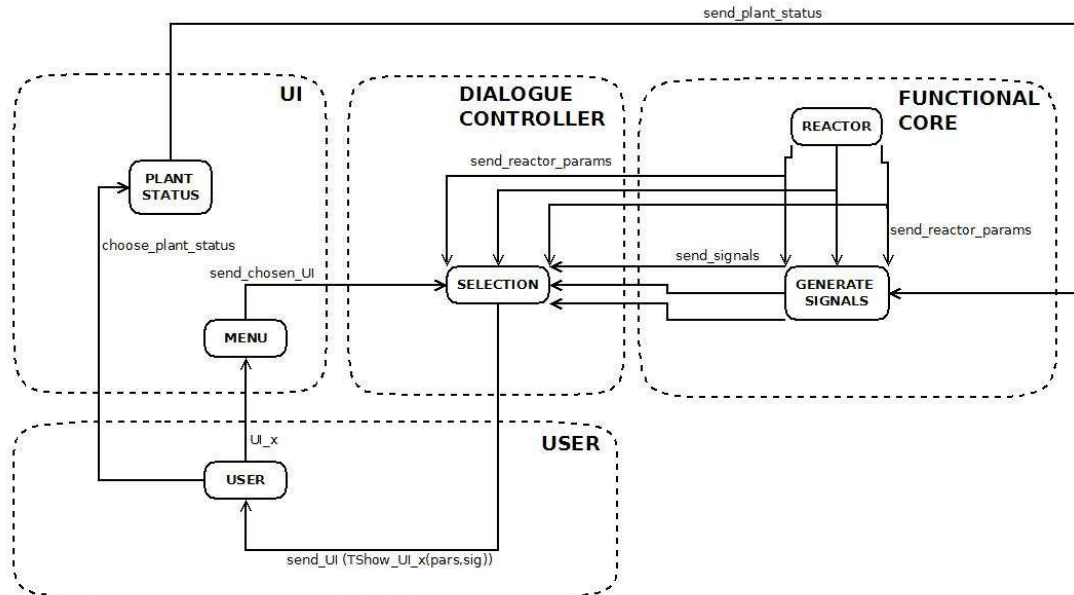 send_plant_status
UI
DIALOGUE
CONTROLLER
FUNCTIONAL
CORE
REACTOR
send_reactor_params
PLANT
STATUS
send_reactor_params
choose_plant_status
send_signals
send_chosen_UI
SELECTION
GENERATE
SIGNALS
MENU
UI_x
USER
USER
send_UI (TShow_UI_x(pars,sig))